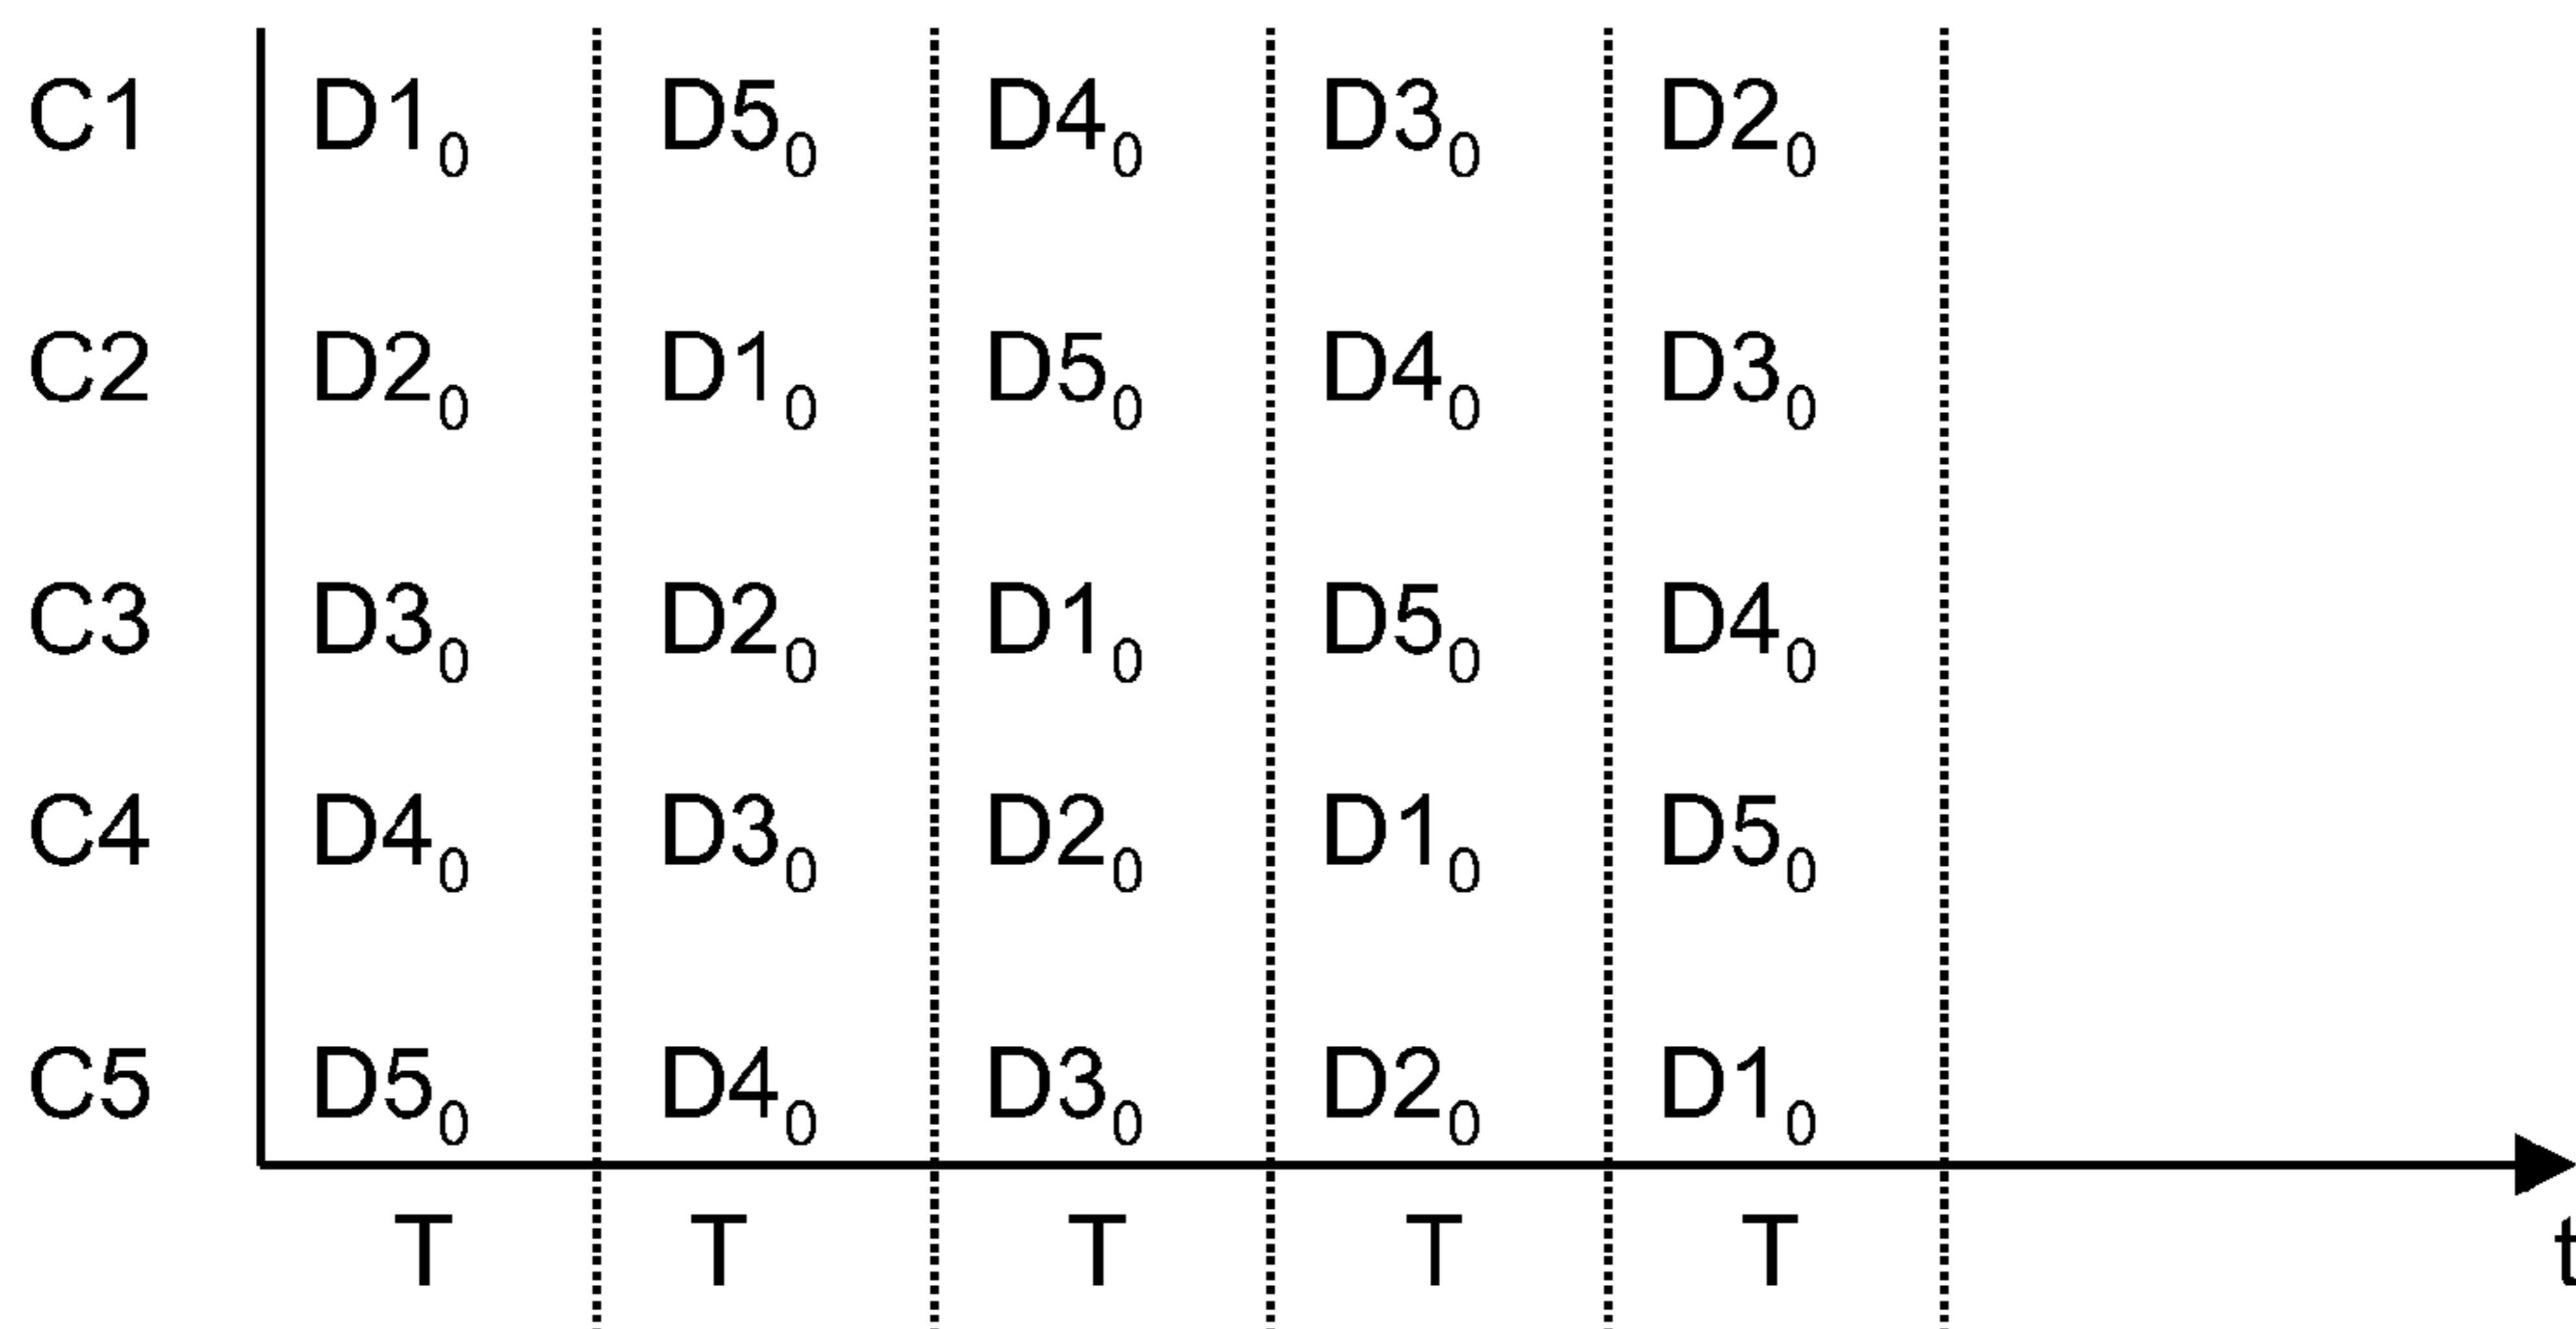 C1 D1₀ D5₀ D4₀ D3₀ D2₀
C2 D2₀ D1₀ D5₀ D4₀ D3₀
C3 D3₀ D2₀ D1₀ D5₀ D4₀
C4 D4₀ D3₀ D2₀ D1₀ D5₀
C5 D5₀ D4₀ D3₀ D2₀ D1₀
T T T T T t